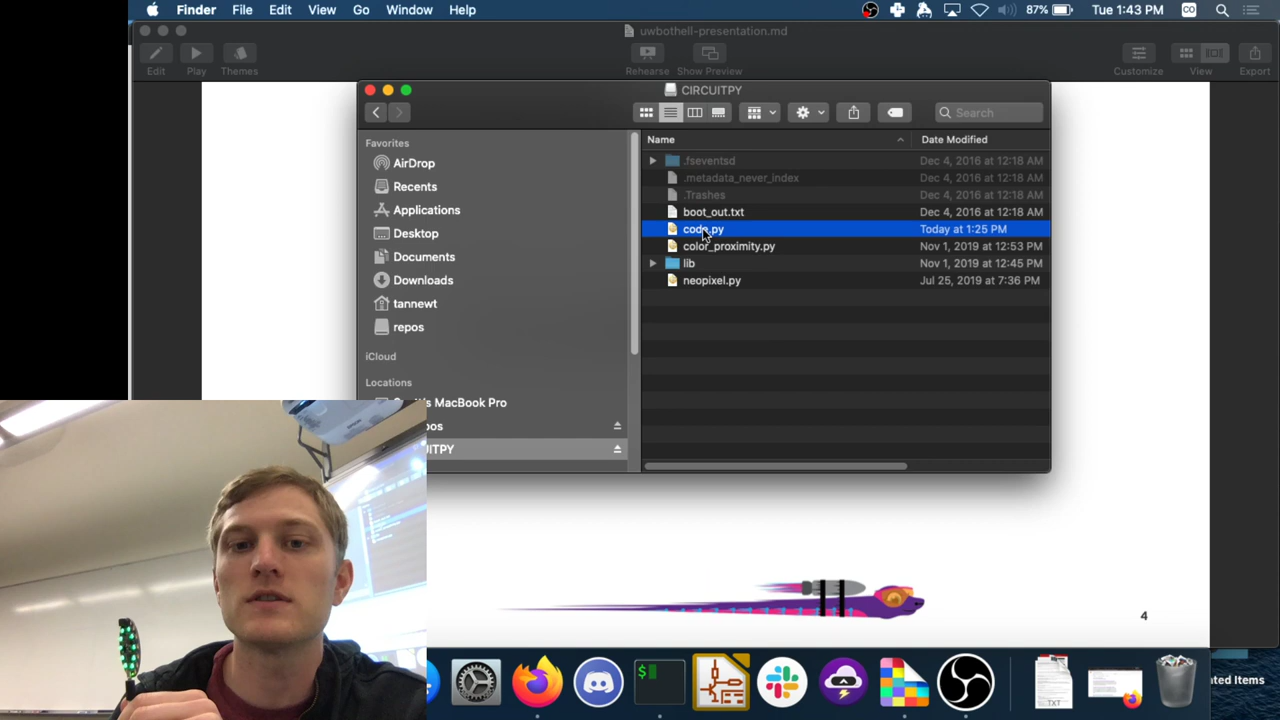 Finder File Edit View Go Window Help 87% Tue 1:43 PM CO
uwbothell-presentation.md
Edit Play Themes Rehearse Show Preview Customize View Export
CIRCUITPY
Search
Favorites
AirDrop
Recents
Applications
Desktop
Documents
Downloads
tannewt
repos
iCloud
Locations
's MacBook Pro
pos
UITPY
Name Date Modified
.fseventsd Dec 4, 2016 at 12:18 AM
.metadata_never_index Dec 4, 2016 at 12:18 AM
.Trashes Dec 4, 2016 at 12:18 AM
boot_out.txt Dec 4, 2016 at 12:18 AM
code.py Today at 1:25 PM
color_proximity.py Nov 1, 2019 at 12:53 PM
lib Nov 1, 2019 at 12:45 PM
neopixel.py Jul 25, 2019 at 7:36 PM
4
$
TXT
ated Items